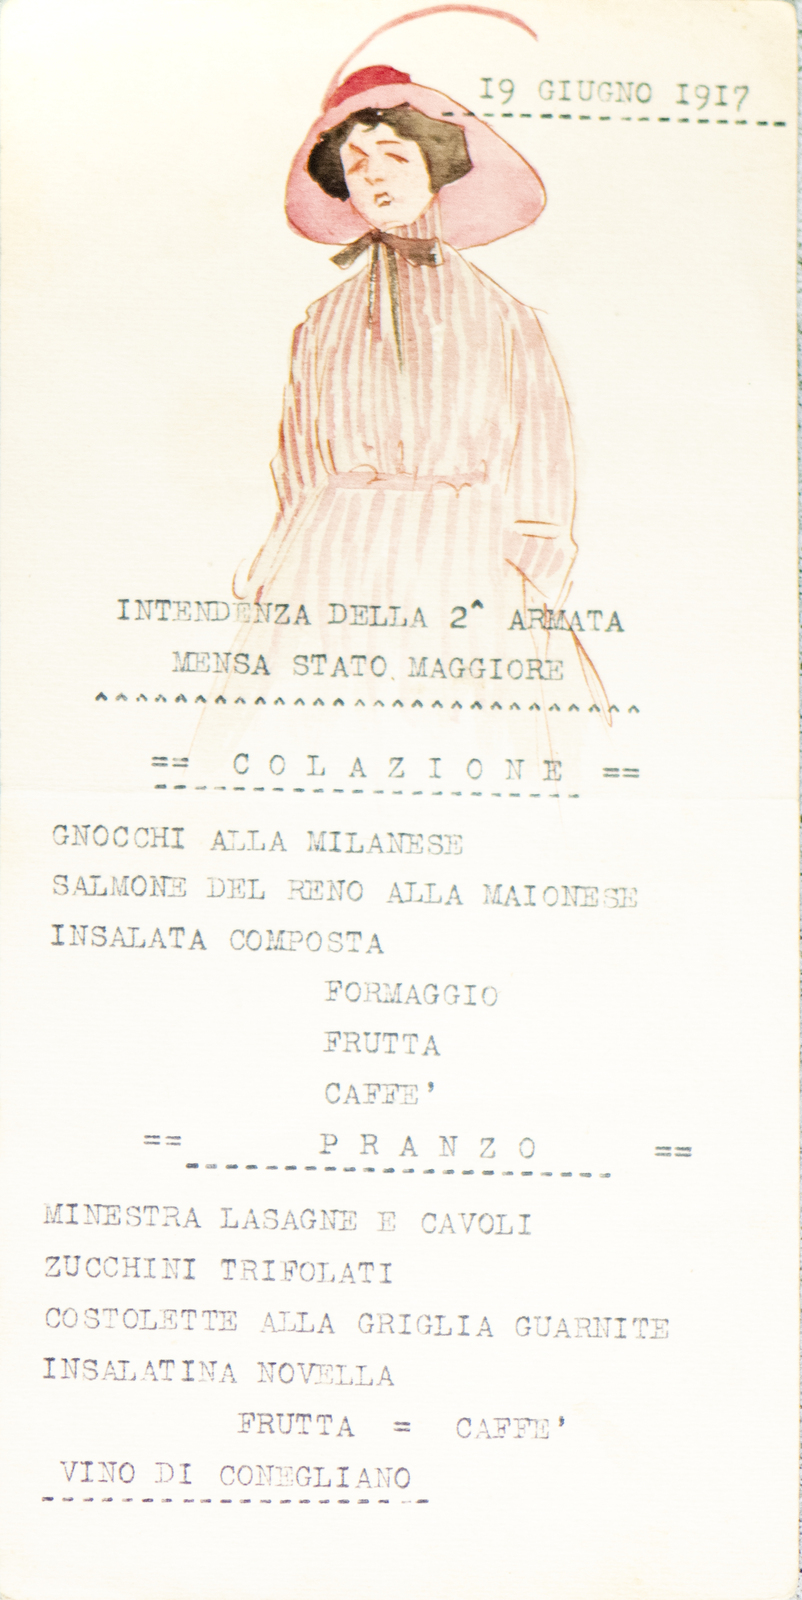 19 GIUGNO 1917
INTENDENZA DELLA 2^ ARMATA
MENSA STATO MAGGIORE
^^^^^^^^^^^^^^^^^^^^^^^^^^^^
== C O L A Z I O N E ==
GNOCCHI ALLA MILANESE
SALMONE DEL RENO ALLA MAIONESE
INSALATA COMPOSTA
FORMAGGIO
FRUTTA
CAFFE'
== P R A N Z O ==
MINESTRA LASAGNE E CAVOLI
ZUCCHINI TRIFOLATI
COSTOLETTE ALLA GRIGLIA GUARNITE
INSALATINA NOVELLA
FRUTTA = CAFFE'
VINO DI CONEGLIANO